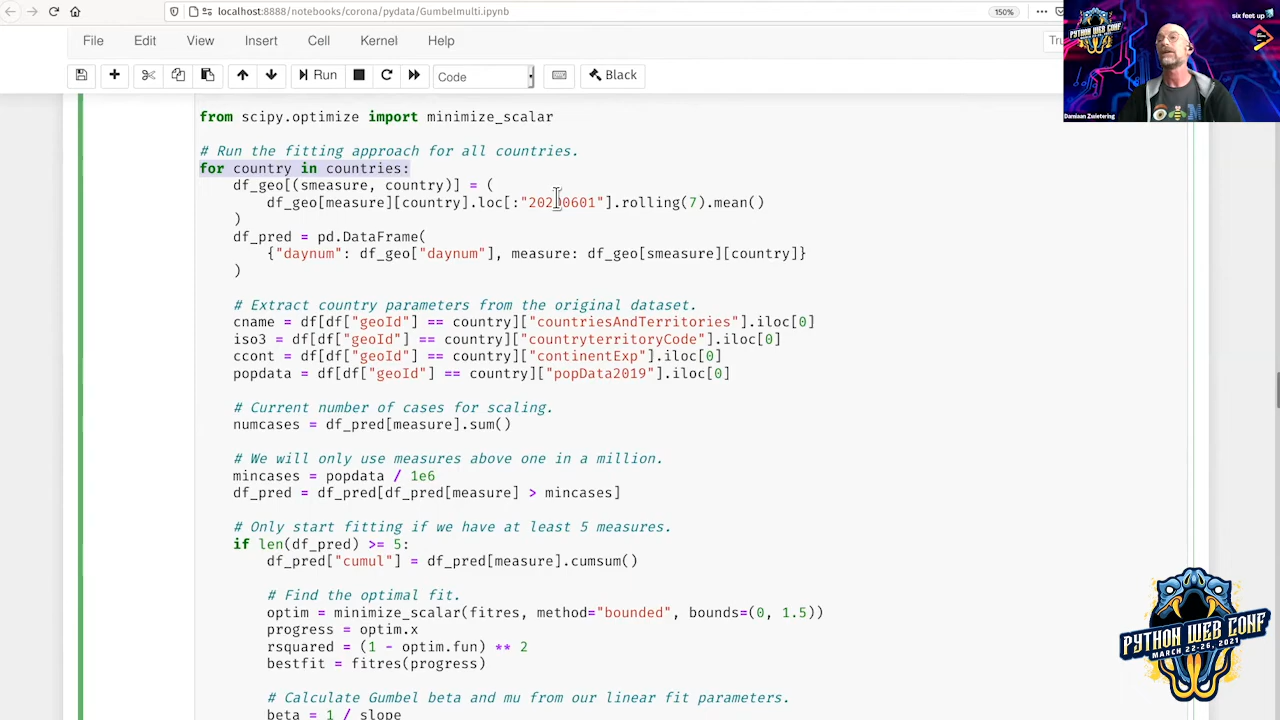 localhost:8888/notebooks/corona/pydata/Gumbelmulti.ipynb
150%
six feet up
File Edit View Insert Cell Kernel Help
Run
Code
Black
Damiaan Zwietering
from scipy.optimize import minimize_scalar
# Run the fitting approach for all countries.
for country in countries:
df_geo[(smeasure, country)] = (
df_geo[measure][country].loc[:"20200601"].rolling(7).mean()
)
df_pred = pd.DataFrame(
{"daynum": df_geo["daynum"], measure: df_geo[smeasure][country]}
)
# Extract country parameters from the original dataset.
cname = df[df["geoId"] == country]["countriesAndTerritories"].iloc[0]
iso3 = df[df["geoId"] == country]["countryterritoryCode"].iloc[0]
ccont = df[df["geoId"] == country]["continentExp"].iloc[0]
popdata = df[df["geoId"] == country]["popData2019"].iloc[0]
# Current number of cases for scaling.
numcases = df_pred[measure].sum()
# We will only use measures above one in a million.
mincases = popdata / 1e6
df_pred = df_pred[df_pred[measure] > mincases]
# Only start fitting if we have at least 5 measures.
if len(df_pred) >= 5:
df_pred["cumul"] = df_pred[measure].cumsum()
# Find the optimal fit.
optim = minimize_scalar(fitres, method="bounded", bounds=(0, 1.5))
progress = optim.x
rsquared = (1 - optim.fun) ** 2
bestfit = fitres(progress)
# Calculate Gumbel beta and mu from our linear fit parameters.
beta = 1 / slope
PYTHON WEB CONF
MARCH 22-26, 2021